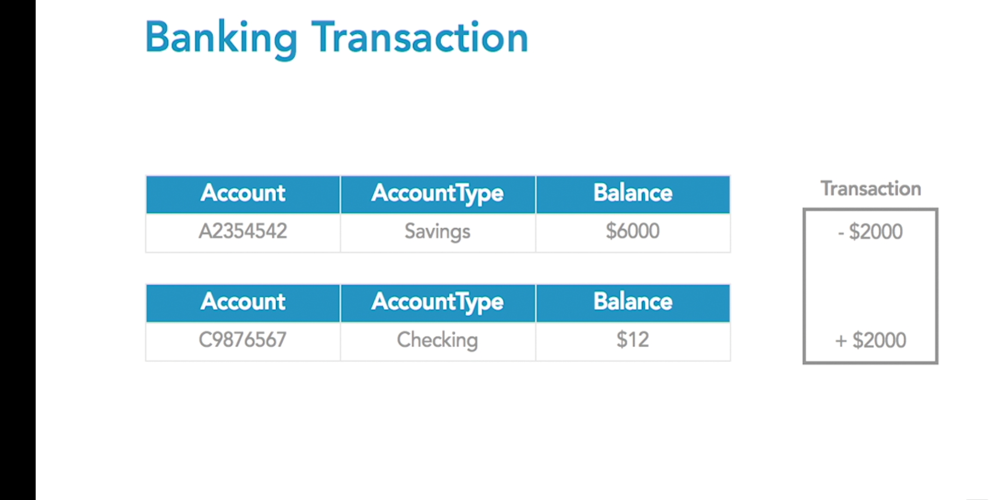 Banking Transaction
Account AccountType Balance
A2354542 Savings $6000
Account AccountType Balance
C9876567 Checking $12
Transaction
- $2000
+ $2000